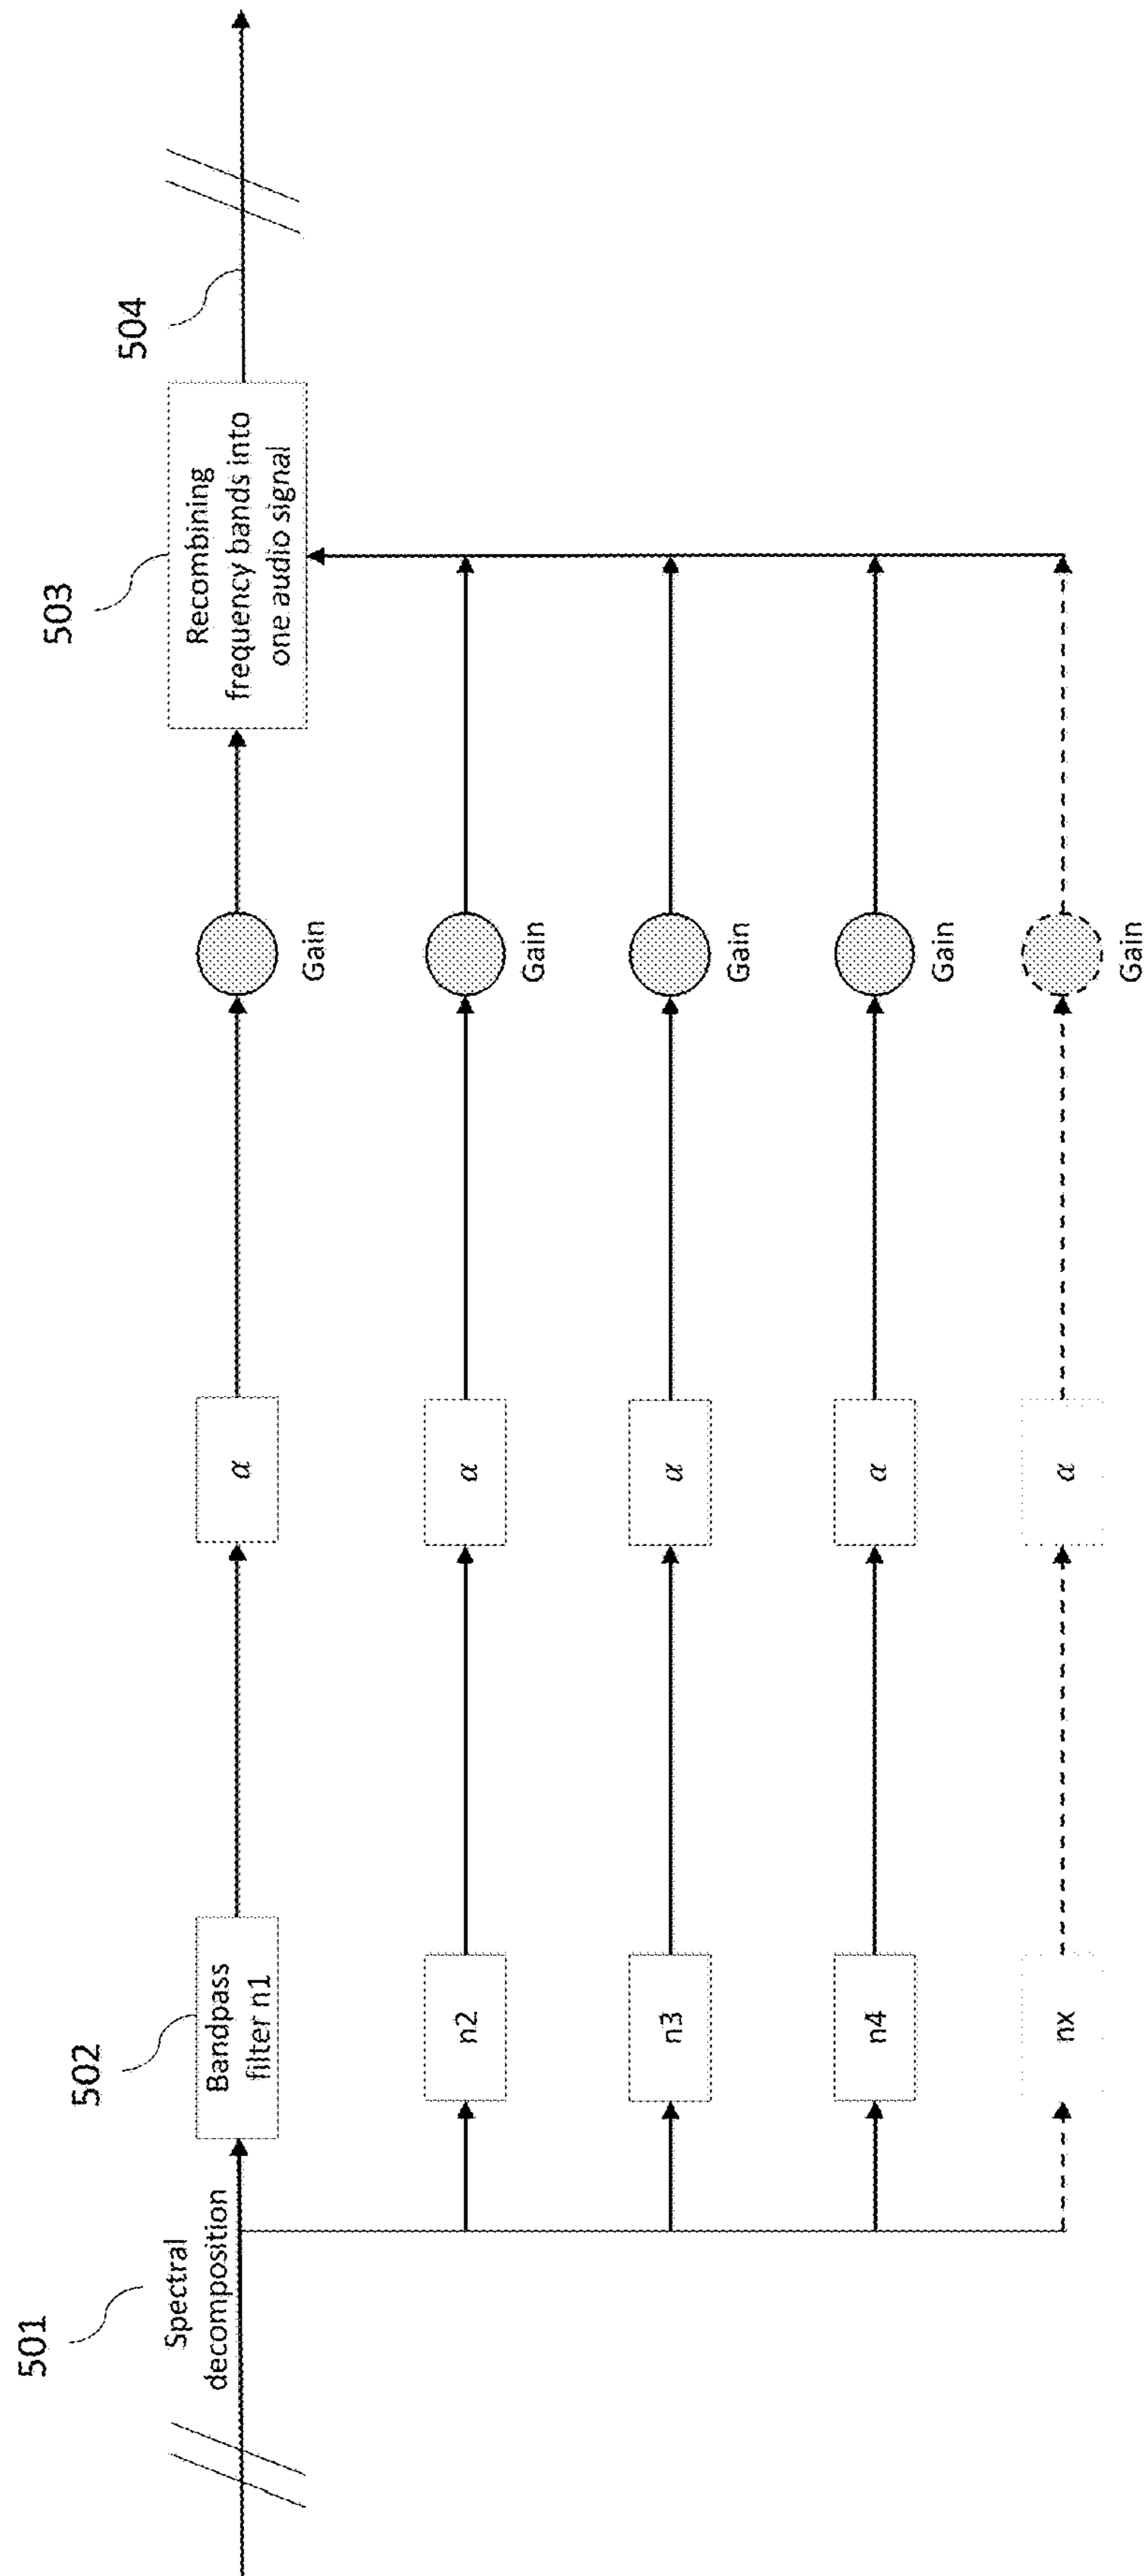 501
Spectral
decomposition
502
Bandpass
filter n1
α
Gain
503
Recombining
frequency bands into
one audio signal
504
n2
α
Gain
n3
α
Gain
n4
α
Gain
nx
α
Gain